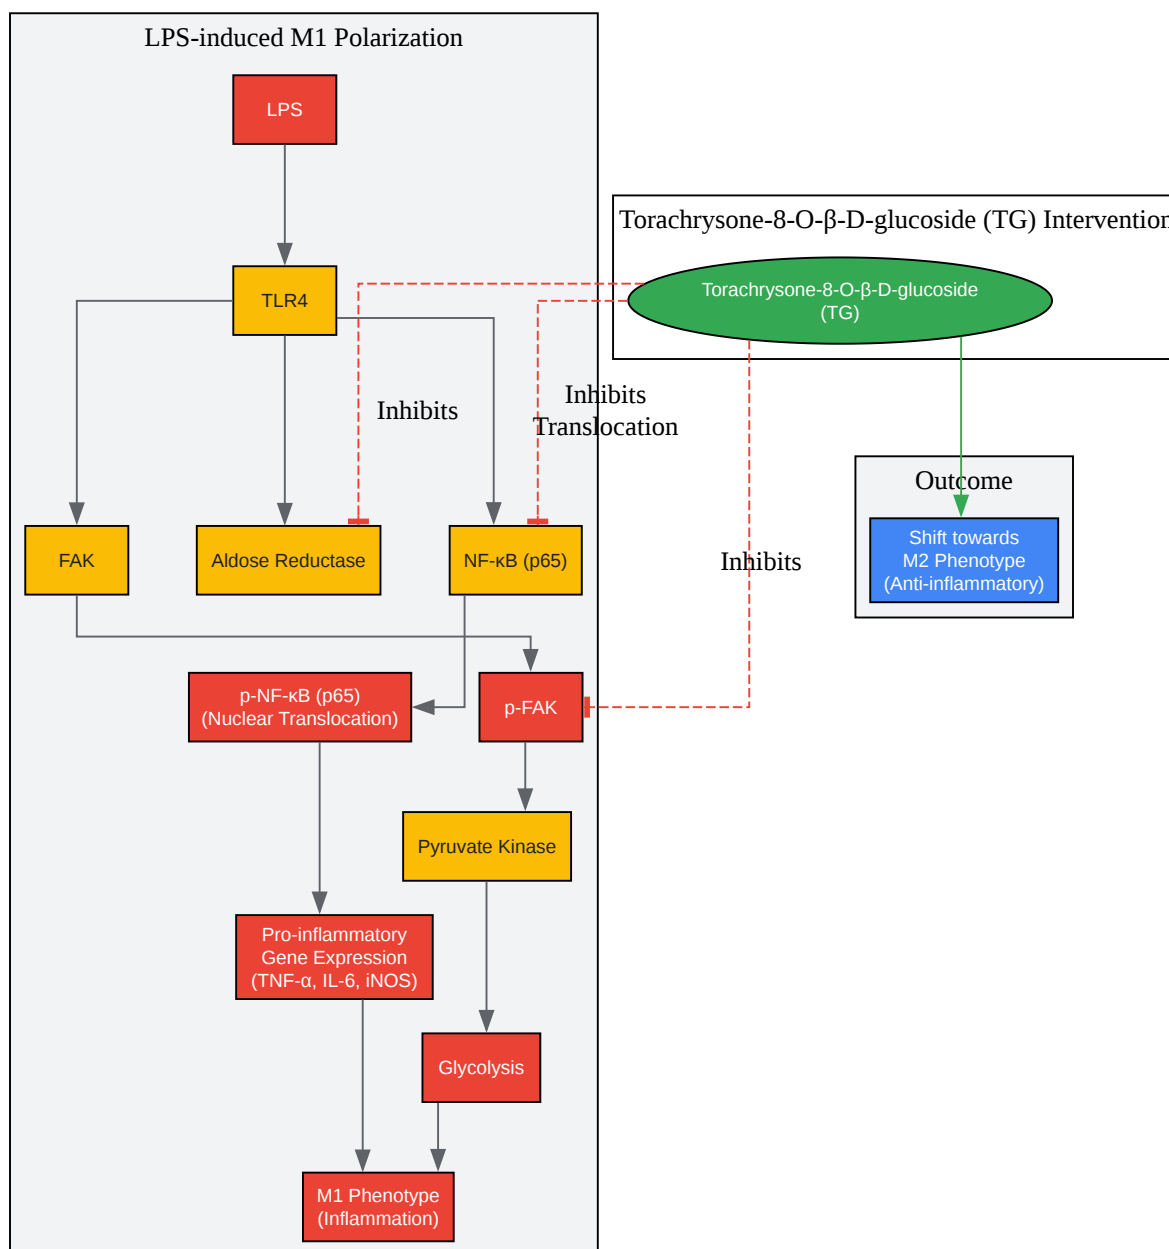 LPS-induced M1 Polarization
LPS
Torachrysone-8-O-β-D-glucoside (TG) Intervention
TLR4
Torachrysone-8-O-β-D-glucoside
(TG)
Inhibits
Inhibits
Translocation
Outcome
FAK
Aldose Reductase
NF-κB (p65)
Inhibits
Shift towards
M2 Phenotype
(Anti-inflammatory)
p-NF-κB (p65)
(Nuclear Translocation)
p-FAK
Pyruvate Kinase
Pro-inflammatory
Gene Expression
(TNF-α, IL-6, iNOS)
Glycolysis
M1 Phenotype
(Inflammation)